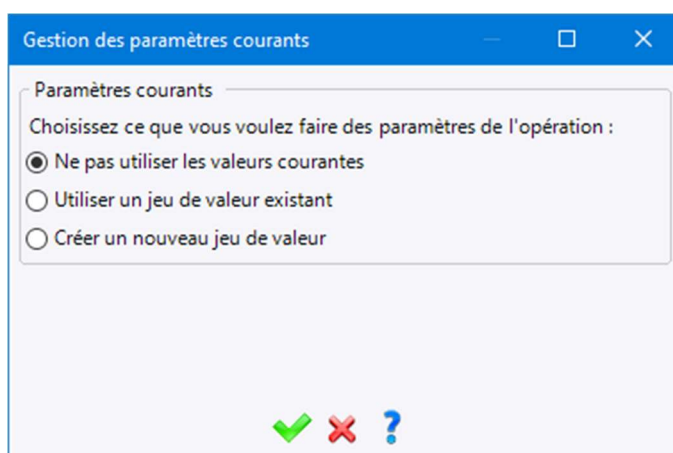 Gestion des paramètres courants
Paramètres courants
Choisissez ce que vous voulez faire des paramètres de l'opération :
Ne pas utiliser les valeurs courantes
Utiliser un jeu de valeur existant
Créer un nouveau jeu de valeur